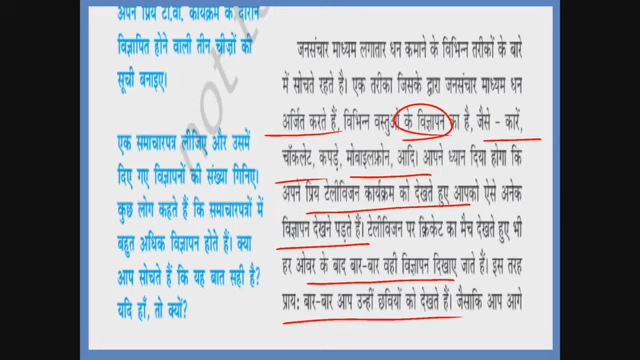 अपने प्रिय टी.वी. कार्यक्रम के दौरान
विज्ञापित होने वाली तीन चीज़ों की
सूची बनाइए।
एक समाचारपत्र लीजिए और उसमें
दिए गए विज्ञापनों की संख्या गिनिए।
कुछ लोग कहते हैं कि समाचारपत्रों में
बहुत अधिक विज्ञापन होते हैं। क्या
आप सोचते हैं कि यह बात सही है?
यदि हाँ, तो क्यों?
जनसंचार माध्यम लगातार धन कमाने के विभिन्न तरीकों के बारे
में सोचते रहते हैं। एक तरीका जिसके द्वारा जनसंचार माध्यम धन
अर्जित करते हैं, विभिन्न वस्तुओं के विज्ञापन का है, जैसे - कारें,
चॉकलेट, कपड़े, मोबाइलफ़ोन, आदि। आपने ध्यान दिया होगा कि
अपने प्रिय टेलीविजन कार्यक्रम को देखते हुए आपको ऐसे अनेक
विज्ञापन देखने पड़ते हैं। टेलीविजन पर क्रिकेट का मैच देखते हुए भी
हर ओवर के बाद बार-बार वही विज्ञापन दिखाए जाते हैं। इस तरह
प्राय: बार-बार आप उन्हीं छवियों को देखते हैं। जैसाकि आप आगे